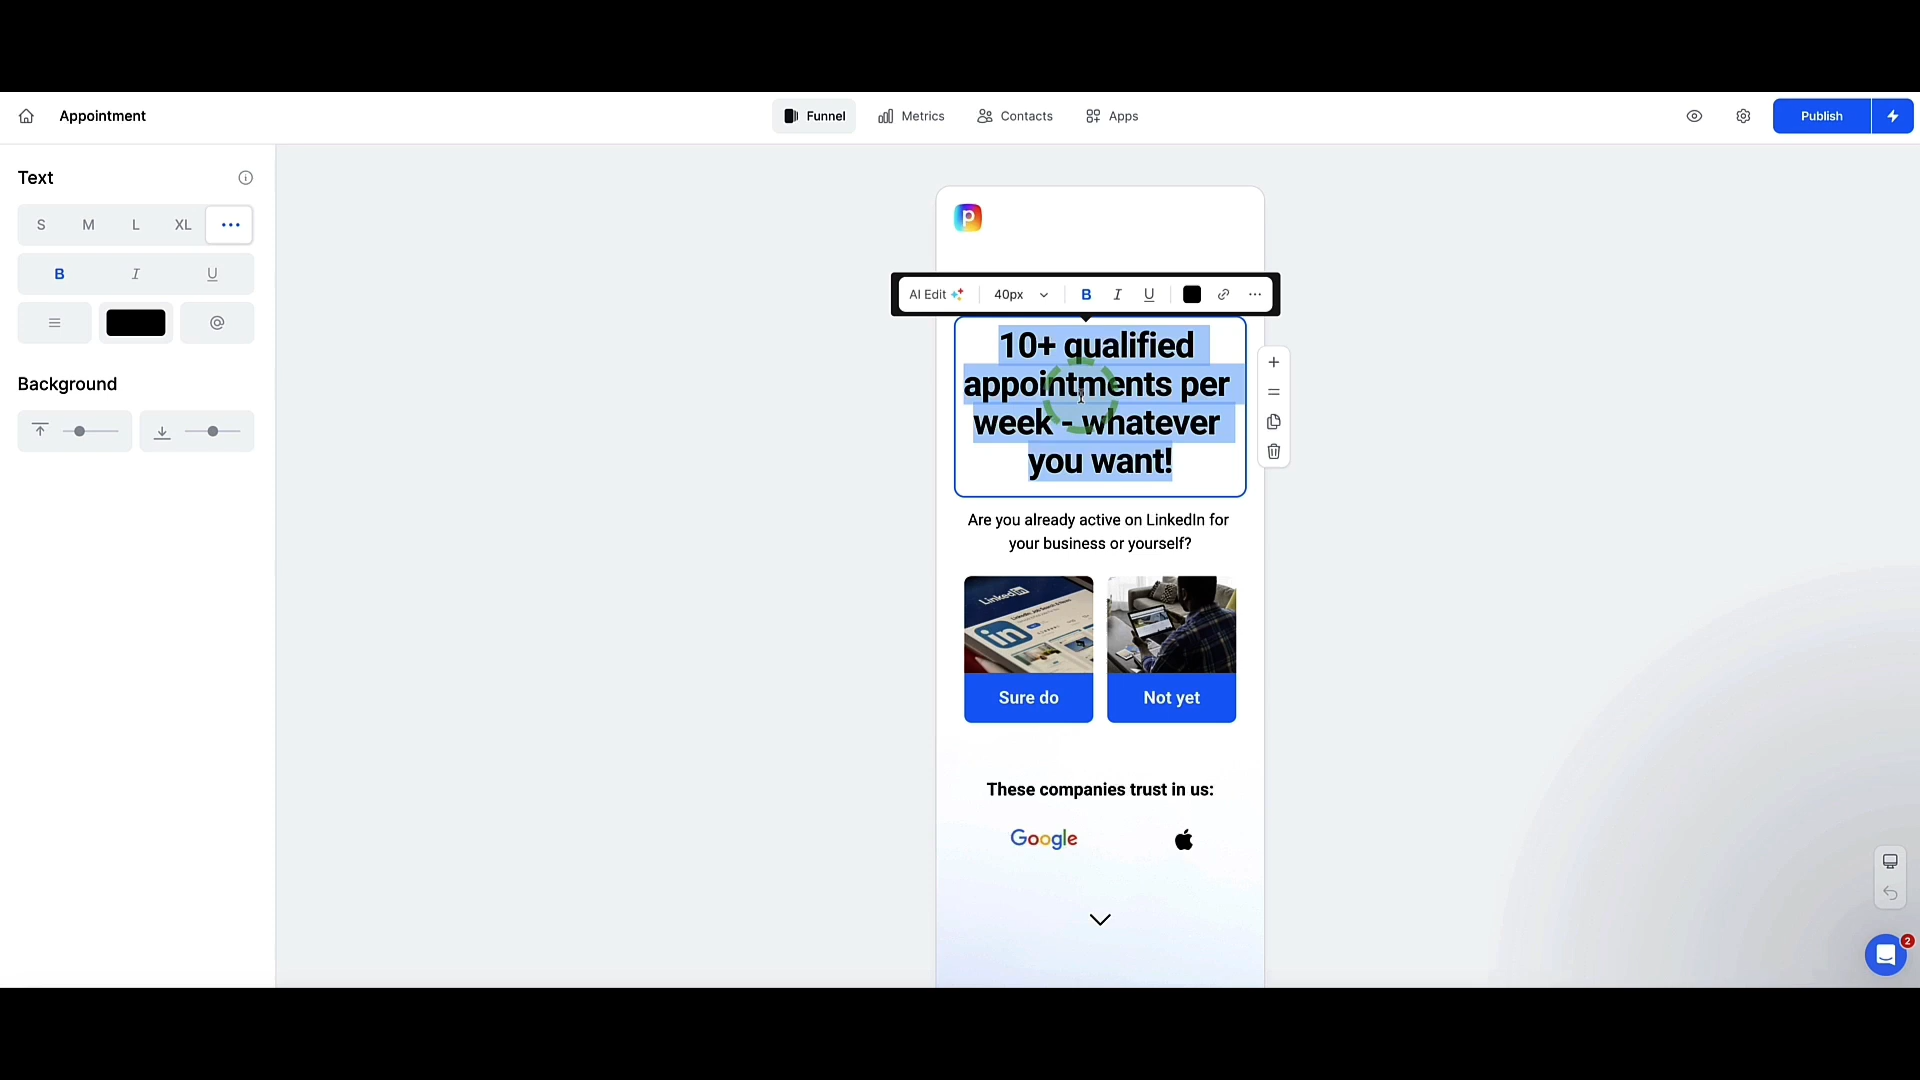 Appointment
Funnel
Metrics
Contacts
Apps
Publish
Text
S M L XL ...
B I U
@
Background
p
AI Edit 40px B I U ...
10+ qualified
appointments per
week - whatever
you want!
Are you already active on LinkedIn for
your business or yourself?
LinkedIn
in
Sure do
Not yet
These companies trust in us:
Google
2